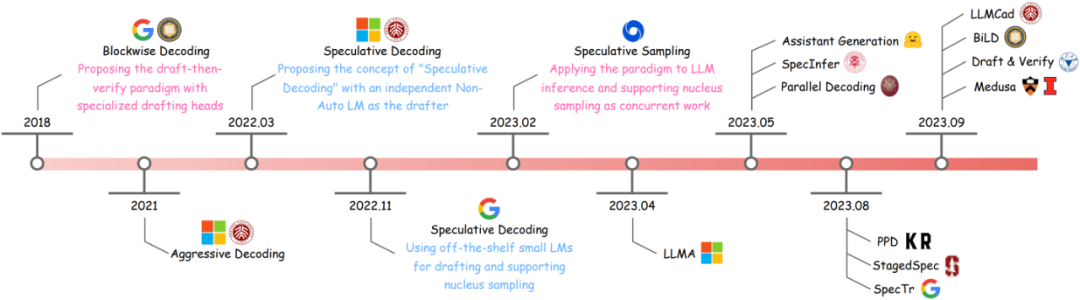 Blockwise Decoding
Proposing the draft-then-
verify paradigm with
specialized drafting heads
2018
2021
Aggressive Decoding
Speculative Decoding
Proposing the concept of "Speculative
Decoding" with an independent Non-
Auto LM as the drafter
2022.03
2022.11
Speculative Decoding
Using off-the-shelf small LMs
for drafting and supporting
nucleus sampling
Speculative Sampling
Applying the paradigm to LLM
inference and supporting nucleus
sampling as concurrent work
2023.02
2023.04
LLMA
Assistant Generation
SpecInfer
Parallel Decoding
2023.05
2023.08
PPD KR
StagedSpec
SpecTr
LLMCad
BiLD
Draft & Verify
Medusa
2023.09